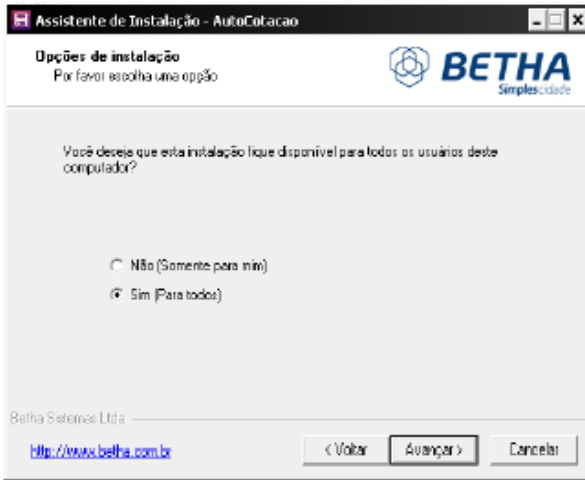 Assistente de Instalação - AutoCotacao
Opções de instalação
Por favor escolha uma opção
BETHA
Simplescidade
Você deseja que esta instalação fique disponível para todos os usuários deste
computador?
Não (Somente para mim)
Sim (Para todos)
Betha Sistemas Ltda
http://www.betha.com.br
< Voltar
Avançar >
Cancelar